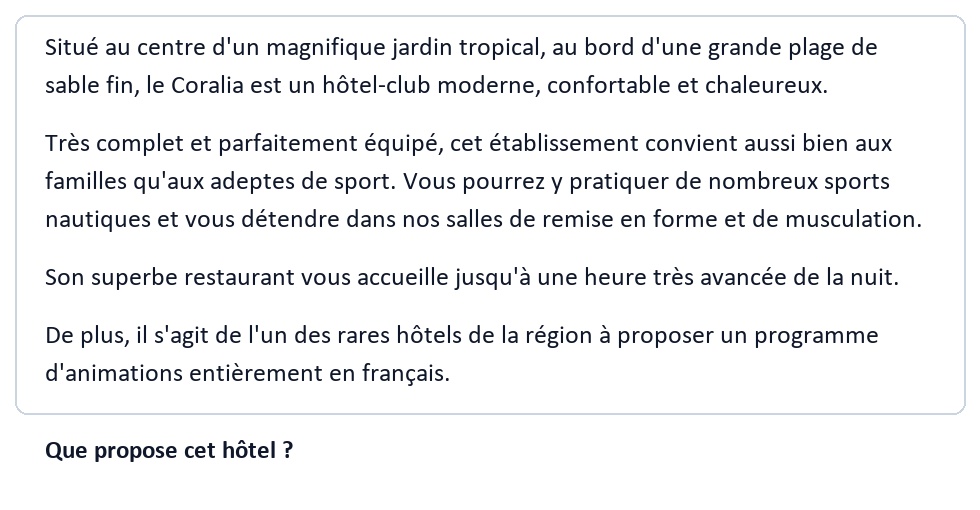 Situé au centre d'un magnifique jardin tropical, au bord d'une grande plage de
sable fin, le Coralia est un hôtel-club moderne, confortable et chaleureux.
Très complet et parfaitement équipé, cet établissement convient aussi bien aux
familles qu'aux adeptes de sport. Vous pourrez y pratiquer de nombreux sports
nautiques et vous détendre dans nos salles de remise en forme et de musculation.
Son superbe restaurant vous accueille jusqu'à une heure très avancée de la nuit.
De plus, il s'agit de l'un des rares hôtels de la région à proposer un programme
d'animations entièrement en français.
Que propose cet hôtel ?